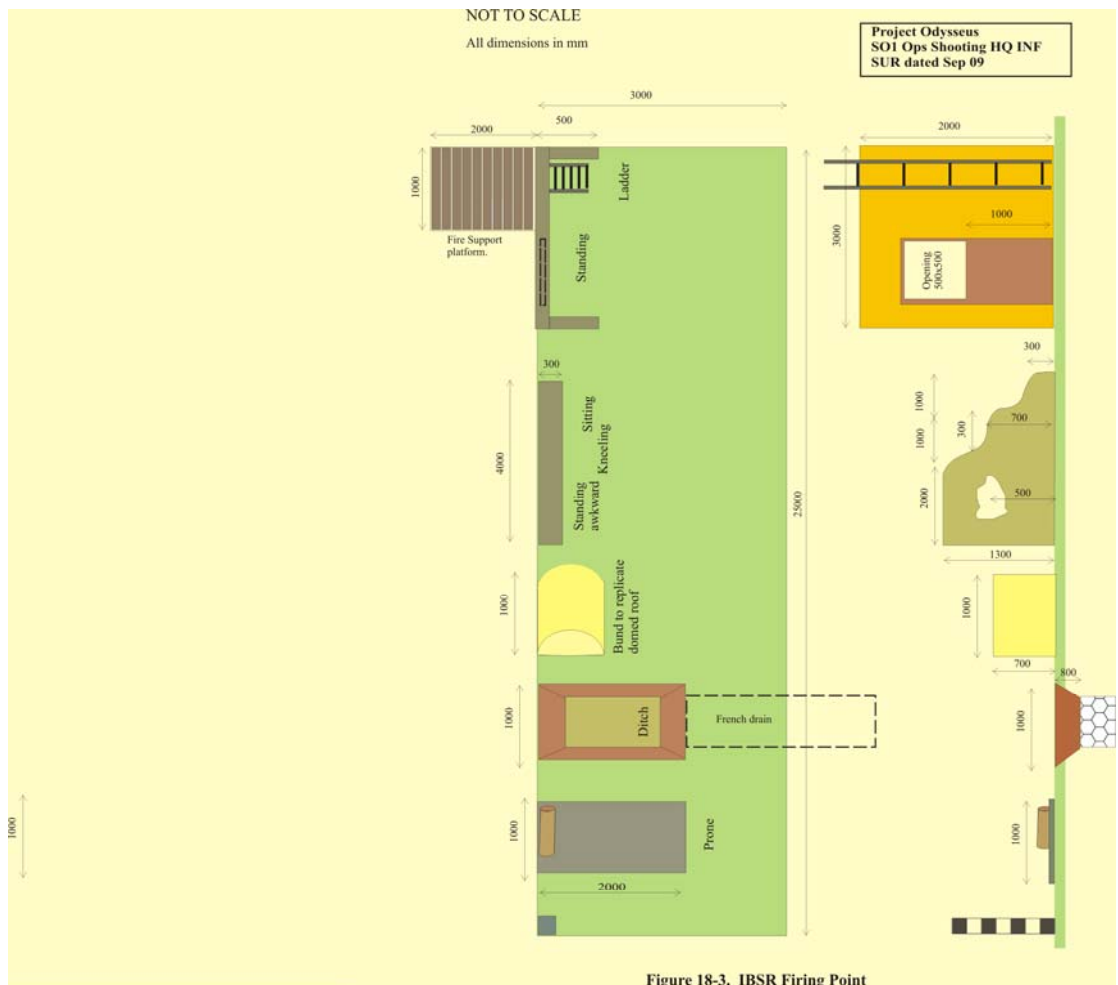 NOT TO SCALE
All dimensions in mm
Project Odysseus
SO1 Ops Shooting HQ INF
SUR dated Sep 09
3000
2000
500
2000
1000
Ladder
Fire Support
platform.
Standing
3000
1000
Opening
500x500
300
300
4000
Sitting
Kneeling
Standing
awkward
25000
1000
1000
300
700
2000
500
1300
1000
Bund to replicate
domed roof
1000
700
800
1000
Ditch
French drain
1000
1000
1000
Prone
2000
1000
Figure 18-3. IBSR Firing Point